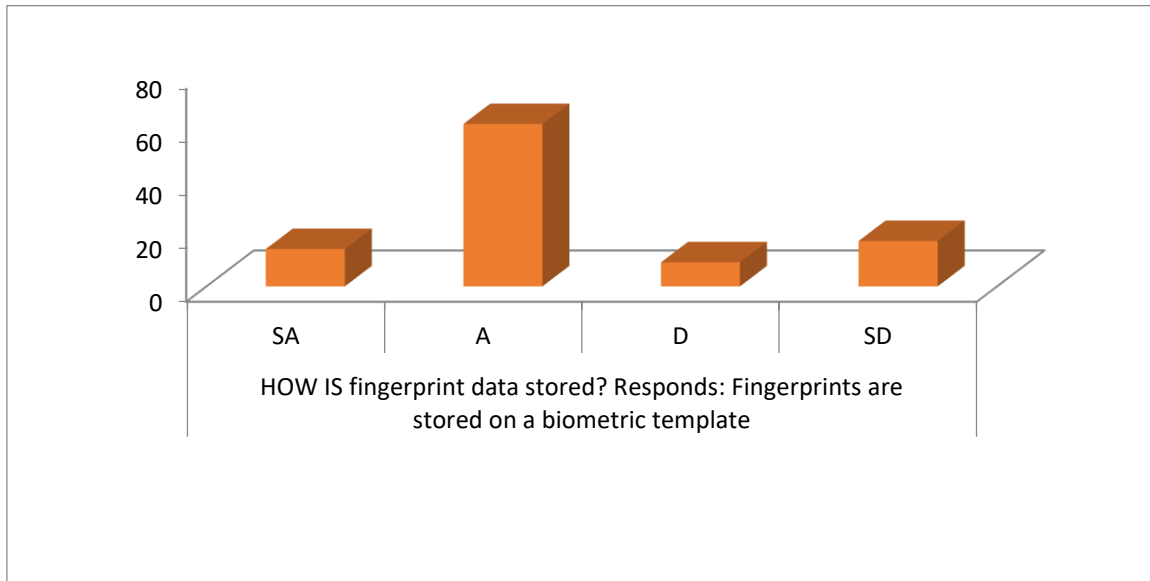 80
60
40
20
0
SA A D SD
HOW IS fingerprint data stored? Responds: Fingerprints are
stored on a biometric template